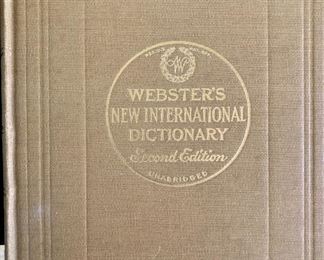 WEBSTER'S
NEW INTERNATIONAL
DICTIONARY
Second Edition
UNABRIDGED